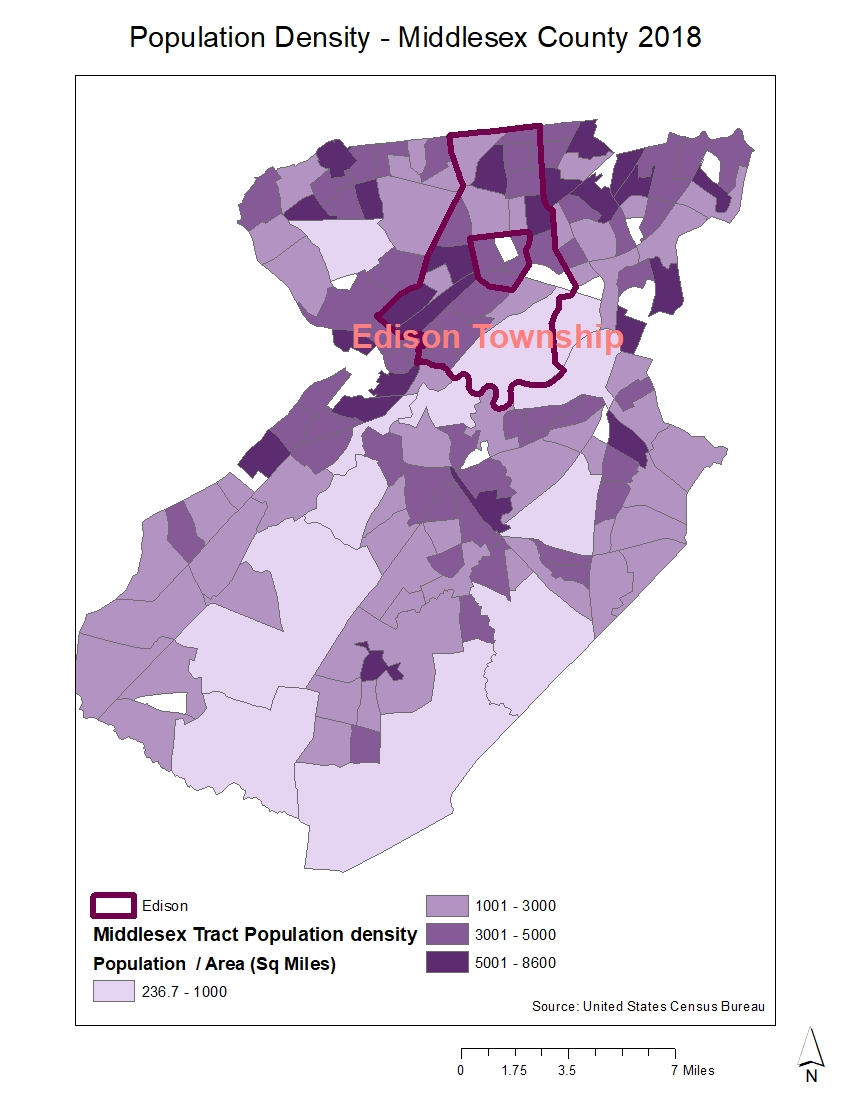 Population Density - Middlesex County 2018
Edison Township
Edison
Middlesex Tract Population density
Population / Area (Sq Miles)
236.7 - 1000
1001 - 3000
3001 - 5000
5001 - 8600
Source: United States Census Bureau
0 1.75 3.5 7 Miles
N